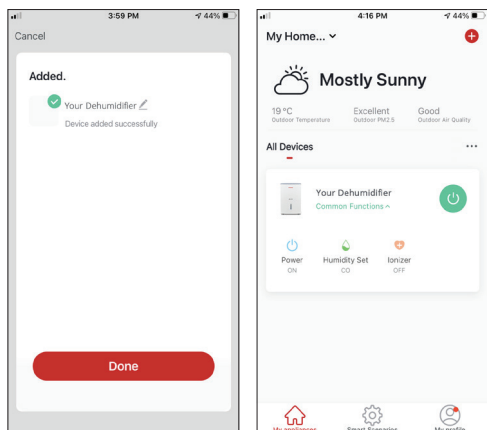 3:59 PM
44%
Cancel
Added.
Your Dehumidifier
Device added successfully
Done
4:16 PM
44%
My Home...
Mostly Sunny
19 °C
Outdoor Temperature
Excellent
Outdoor PM2.5
Good
Outdoor Air Quality
All Devices
...
Your Dehumidifier
Common Functions
Power
ON
Humidity Set
CO
Ionizer
OFF
My appliances
Smart Scenarios
My profile